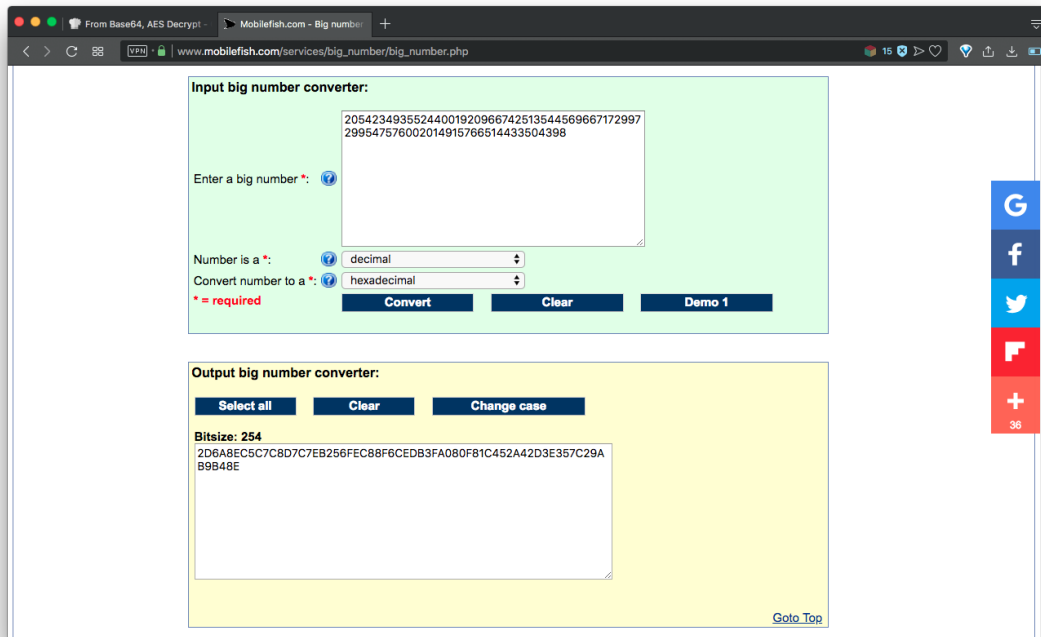 From Base64, AES Decrypt -
Mobilefish.com - Big number
VPN
www.mobilefish.com/services/big_number/big_number.php
15
Input big number converter:
20542349355244001920966742513544569667172997
2995475760020149157665144335043​98
Enter a big number *:
Number is a *:
decimal
Convert number to a *:
hexadecimal
* = required
Convert
Clear
Demo 1
Output big number converter:
Select all
Clear
Change case
Bitsize: 254
2D6A8EC5C7C8D7C7EB256FEC88F6CEDB3FA080F81C452A42D3E357C29A
B9B48E
Goto Top
G
f
+
36